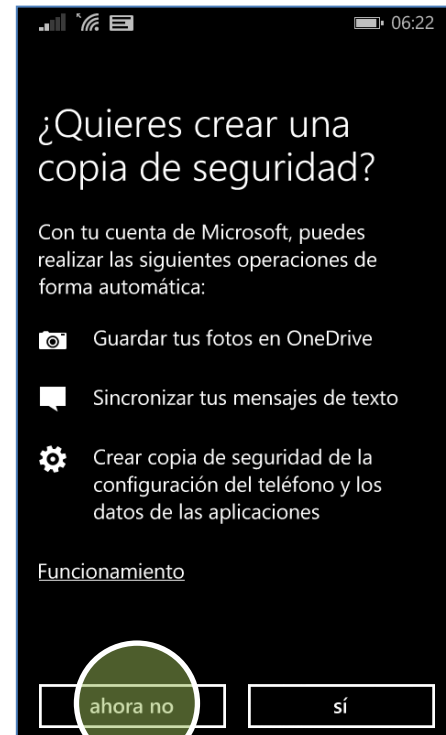 06:22
¿Quieres crear una
copia de seguridad?
Con tu cuenta de Microsoft, puedes
realizar las siguientes operaciones de
forma automática:
Guardar tus fotos en OneDrive
Sincronizar tus mensajes de texto
Crear copia de seguridad de la
configuración del teléfono y los
datos de las aplicaciones
Funcionamiento
ahora no sí